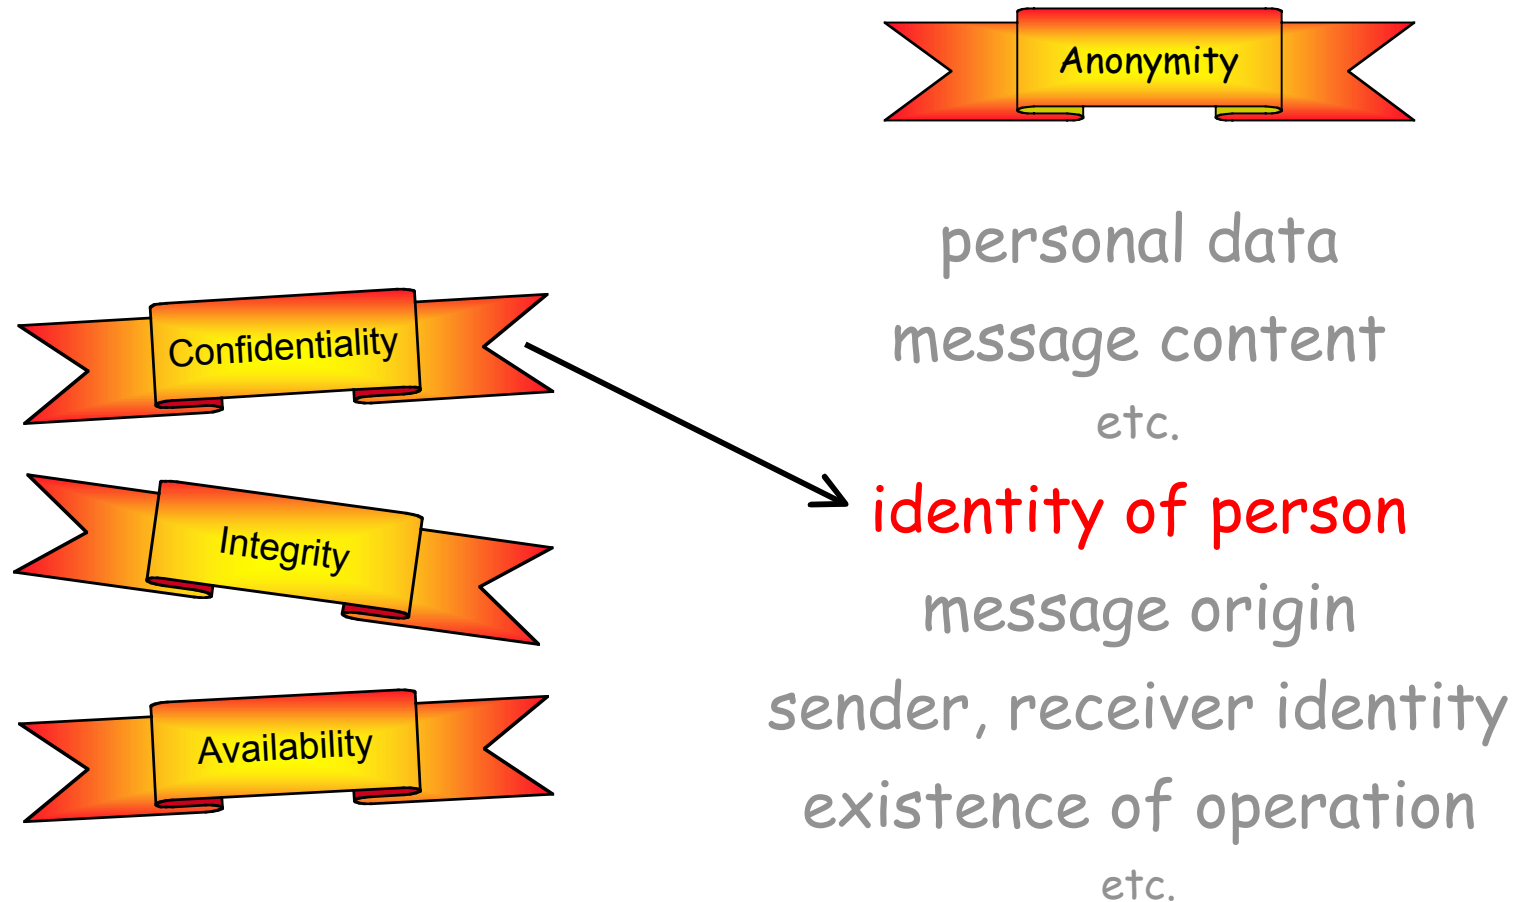 Anonymity
personal data
message content
etc.
identity of person
message origin
sender, receiver identity
existence of operation
etc.
Confidentiality
Integrity
Availability